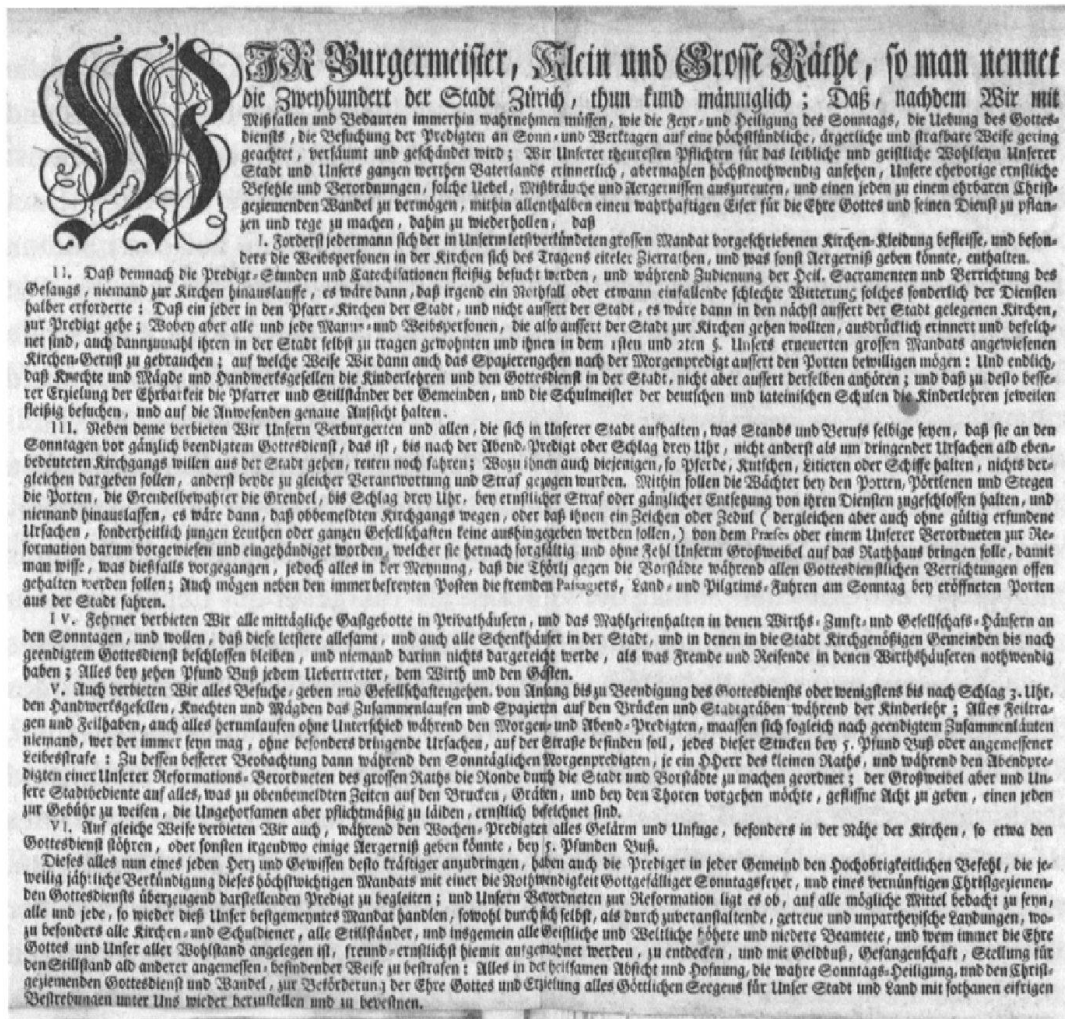 WIR Burgermeister, Klein und Grosse Räthe, so man nennet
die Zweyhundert der Stadt Zürich, thun kund männiglich; Daß, nachdem Wir mit
Mißfallen und Bedauren immerhin wahrnehmen müssen, wie die Feyr- und Heiligung des Sonntags, die Uebung des Gottes-
diensts, die Besuchung der Predigten an Sonn- und Werktagen auf eine höchstsündliche, ärgerliche und strafbare Weise gering
geachtet, versäumt und geschändet wird; Wir Unserer theuresten Pflichten für das leibliche und geistliche Wohlseyn Unserer
Stadt und Unsers ganzen werthen Vaterlands erinnerlich, abermahlen höchstnothwendig ansehen, Unsere ehevorige ernstliche
Befehle und Verordnungen, solche Uebel, Mißbräuche und Aergernissen auszureuten, und einen jeden zu einem ehrbaren Christ-
geziemenden Wandel zu vermögen, mithin allenthalben einen wahrhaftigen Eifer für die Ehre Gottes und seinen Dienst zu pflan-
zen und rege zu machen, dahin zu wiederhollen, daß
I. Forderst jedermann sich der in Unserm letstverkündeten grossen Mandat vorgeschriebenen Kirchen-Kleidung befleisse, und beson-
ders die Weibspersonen in der Kirchen sich des Tragens eiteler Zierrathen, und was sonst Aergerniß geben könnte, enthalten.
II. Daß demnach die Predigt-Stunden und Catechisationen fleißig besucht werden, und während Zudienung der Heil. Sacramenten und Verrichtung des
Gesangs, niemand zur Kirchen hinauslauffe, es wäre dann, daß irgend ein Nothfall oder etwann einfallende schlechte Witterung solches sonderlich der Diensten
halber erforderte: Daß ein jeder in den Pfarr-Kirchen der Stadt, und nicht aussert der Stadt, es wäre dann in den nächst aussert der Stadt gelegenen Kirchen,
zur Predigt gehe; Wobey aber alle und jede Manns- und Weibspersonen, die also aussert der Stadt zur Kirchen gehen wollten, ausdrücklich erinnert und befelch-
net sind, auch dannzumahl ihren in der Stadt selbst zu tragen gewohnten und ihnen in dem 1sten und 2ten §. Unsers erneuerten grossen Mandats angewiesenen
Kirchen-Gerust zu gebrauchen; auf welche Weise Wir dann auch das Spazierengehen nach der Morgenpredigt aussert den Porten bewilligen mögen: Und endlich,
daß Knechte und Mägde und Handwerksgesellen die Kinderlehren und den Gottesdienst in der Stadt, nicht aber aussert derselben anhören; und daß zu desto besse-
rer Erzielung der Ehrbarkeit die Pfarrer und Stillständer der Gemeinden, und die Schulmeister der deutschen und lateinischen Schulen die Kinderlehren jeweilen
fleißig besuchen, und auf die Anwesenden genaue Aufsicht halten.
III. Neben deme verbieten Wir Unsern Verburgerten und allen, die sich in Unserer Stadt aufhalten, was Stands und Berufs selbige seyen, daß sie an den
Sonntagen vor gänzlich beendigtem Gottesdienst, das ist, bis nach der Abend-Predigt oder Schlag drey Uhr, nicht anderst als um dringender Ursachen ald eben-
bedeuteten Kirchgangs willen aus der Stadt gehen, reuten noch fahren; Wozu ihnen auch diejenigen, so Pferde, Kutschen, Litieren oder Schiffe halten, nichts der-
gleichen dargeben sollen, anderst beyde zu gleicher Verantwortung und Straf gezogen wurden. Mithin sollen die Wächter bey den Porten, Pörtlenen und Stegen
die Porten, die Grendelbewahrer die Grendel, bis Schlag drey Uhr, bey ernstlicher Straf oder gänzlicher Entsetzung von ihren Diensten zugeschlossen halten, und
niemand hinauslassen, es wäre dann, daß obbemeldten Kirchgangs wegen, oder daß ihnen ein Zeichen oder Zedul (dergleichen aber auch ohne gültig erfundene
Ursachen, sonderheitlich jungen Leuthen oder ganzen Gesellschaften keine aushingegeben werden sollen,) von dem Præses oder einem Unserer Verordneten zur Re-
formation darum vorgewiesen und eingehändiget worden, welcher sie hernach sorgfältig und ohne Fehl Unserm Großweibel auf das Rathhaus bringen solle, damit
man wisse, was dießfalls vorgegangen, jedoch alles in der Meynung, daß die Thörli gegen die Vorstädte während allen Gottesdienstlichen Verrichtungen offen
gehalten werden sollen; Auch mögen neben den immer befreyten Posten die fremden Passagiers, Land- und Pilgrims-Fuhren am Sonntag bey eröffneten Porten
aus der Stadt fahren.
IV. Fehrner verbieten Wir alle mittägliche Gastgebotte in Privathäusern, und das Mahlzeitenhalten in denen Wirths- Zunft- und Gesellschafs-Häusern an
den Sonntagen, und wollen, daß diese letstere allesamt, und auch alle Schenkhäuser in der Stadt, und in denen in die Stadt Kirchgenößigen Gemeinden bis nach
geendigtem Gottesdienst beschlossen bleiben, und niemand darinn nichts dargereicht werde, als was Fremde und Reisende in denen Wirthshäuseren nothwendig
haben; Alles bey zehen Pfund Buß jedem Uebertretter, dem Wirth und den Gästen.
V. Auch verbieten Wir alles Besuche-geben und Gesellschaftengehen, von Anfang bis zu Beendigung des Gottesdiensts oder wenigstens bis nach Schlag 3. Uhr,
den Handwerksgesellen, Knechten und Mägden das Zusammenlaufen und Spazieren auf den Brücken und Stadtgräben während der Kinderlehr; Alles Feiltra-
gen und Feilhaben, auch alles herumlaufen ohne Unterschied während den Morgen- und Abend-Predigten, maassen sich sogleich nach geendigtem Zusammenläuten
niemand, wer der immer seyn mag, ohne besonders dringende Ursachen, auf der Straße befinden soll, jedes dieser Stucken bey 5. Pfund Buß oder angemessener
Leibesstrafe: Zu dessen besserer Beobachtung dann während den Sonntäglichen Morgenpredigten, je ein HHerr des kleinen Raths, und während den Abendpre-
digten einer Unserer Reformations-Verordneten des grossen Raths die Ronde durch die Stadt und Vorstädte zu machen geordnet; der Großweibel aber und Un-
sere Stadtbediente auf alles, was zu obenbemeldten Zeiten auf den Brucken, Gräben, und bey den Thoren vorgehen möchte, geflissne Acht zu geben, einen jeden
zur Gebühr zu weisen, die Ungehorsamen aber pflichtmäßig zu läiden, ernstlich befelchnet sind.
VI. Auf gleiche Weise verbieten Wir auch, während den Wochen-Predigten alles Gelärm und Unfuge, besonders in der Nähe der Kirchen, so etwa den
Gottesdienst stöhren, oder sonsten irgendwo einige Aergerniß geben könnte, bey 5. Pfunden Buß.
Dieses alles nun eines jeden Herz und Gewissen desto kräftiger anzudringen, haben auch die Prediger in jeder Gemeind den Hochobrigkeitlichen Befehl, die je-
weilig jährliche Verkündigung dieses höchstwichtigen Mandats mit einer die Nothwendigkeit Gottgefälliger Sonntagsfeyer, und eines vernünftigen Christgeziemen-
den Gottesdiensts überzeugend darstellenden Predigt zu begleiten; und Unsern Verordneten zur Reformation ligt es ob, auf alle mögliche Mittel bedacht zu seyn,
alle und jede, so wieder dieß Unser bestgemeyntes Mandat handlen, sowohl durch sich selbst, als durch zuveranstaltende, getreue und unpartheyische Laydungen, wo-
zu besonders alle Kirchen- und Schuldiener, alle Stillständer, und insgemein alle Geistliche und Weltliche höhere und niedere Beamtete, und wem immer die Ehre
Gottes und Unser aller Wohlstand angelegen ist, freund-ernstlichst hiemit aufgemahnet werden, zu entdecken, und mit Geldbuß, Gefangenschaft, Stellung für
den Stillstand ald anderer angemessen-befindender Weise zu bestrafen: Alles in der heilsamen Absicht und Hofnung, die wahre Sonntags-Heiligung, und den Christ-
geziemenden Gottesdienst und Wandel, zur Beförderung der Ehre Gottes und Erzielung alles Göttlichen Seegens für Unser Stadt und Land mit sothanen eifrigen
Bestrebungen unter Uns wieder herzustellen und zu bevestnen.